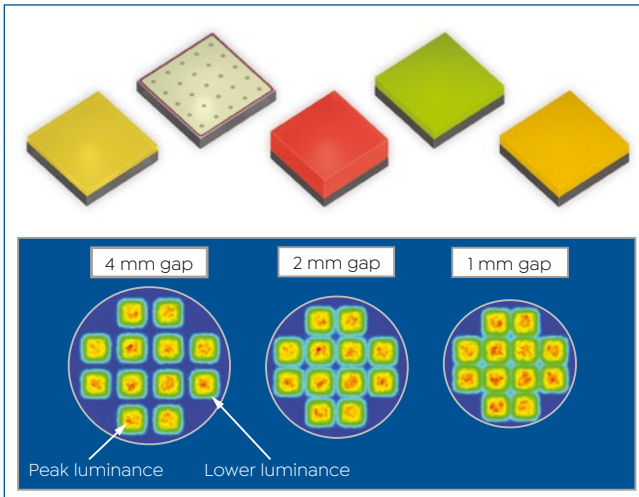 4 mm gap
2 mm gap
1 mm gap
Peak luminance
Lower luminance